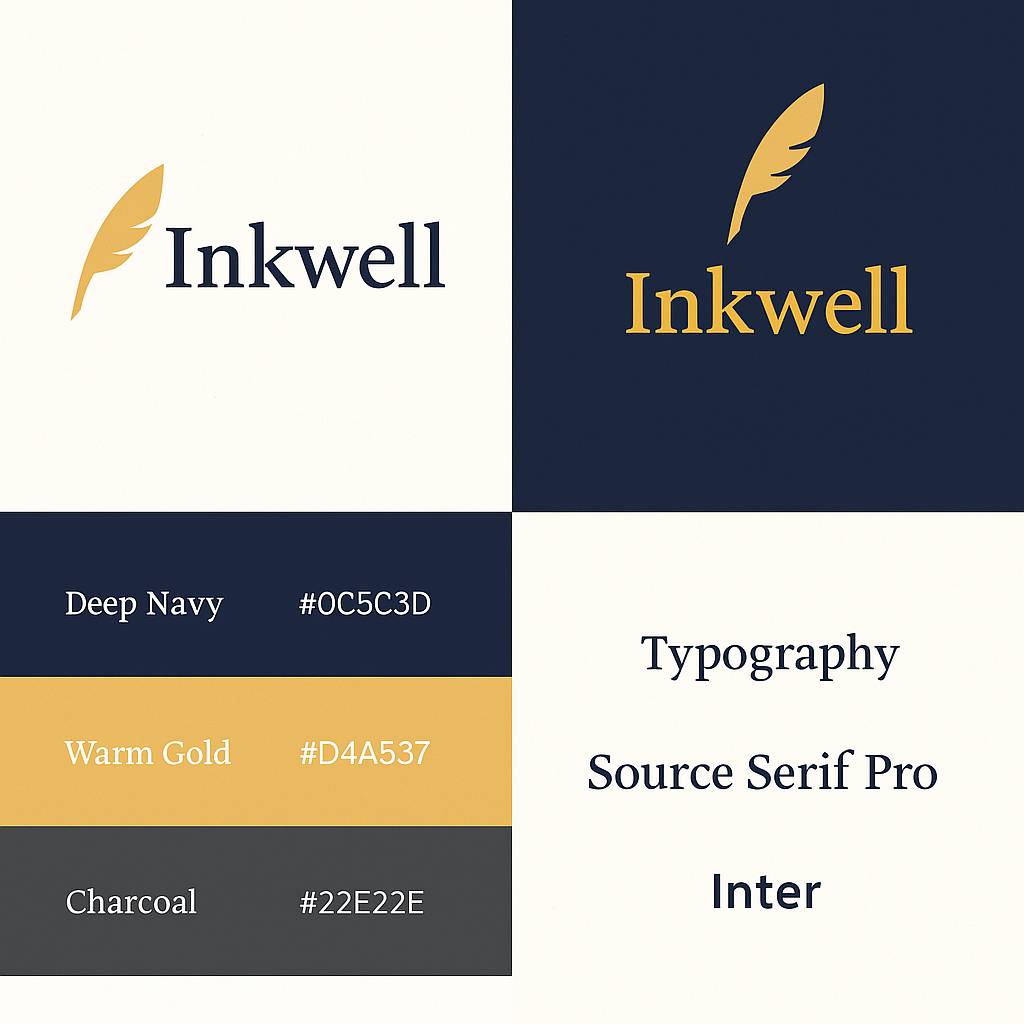 Inkwell
Inkwell
Deep Navy #0C5C3D
Warm Gold #D4A537
Charcoal #22E22E
Typography
Source Serif Pro
Inter